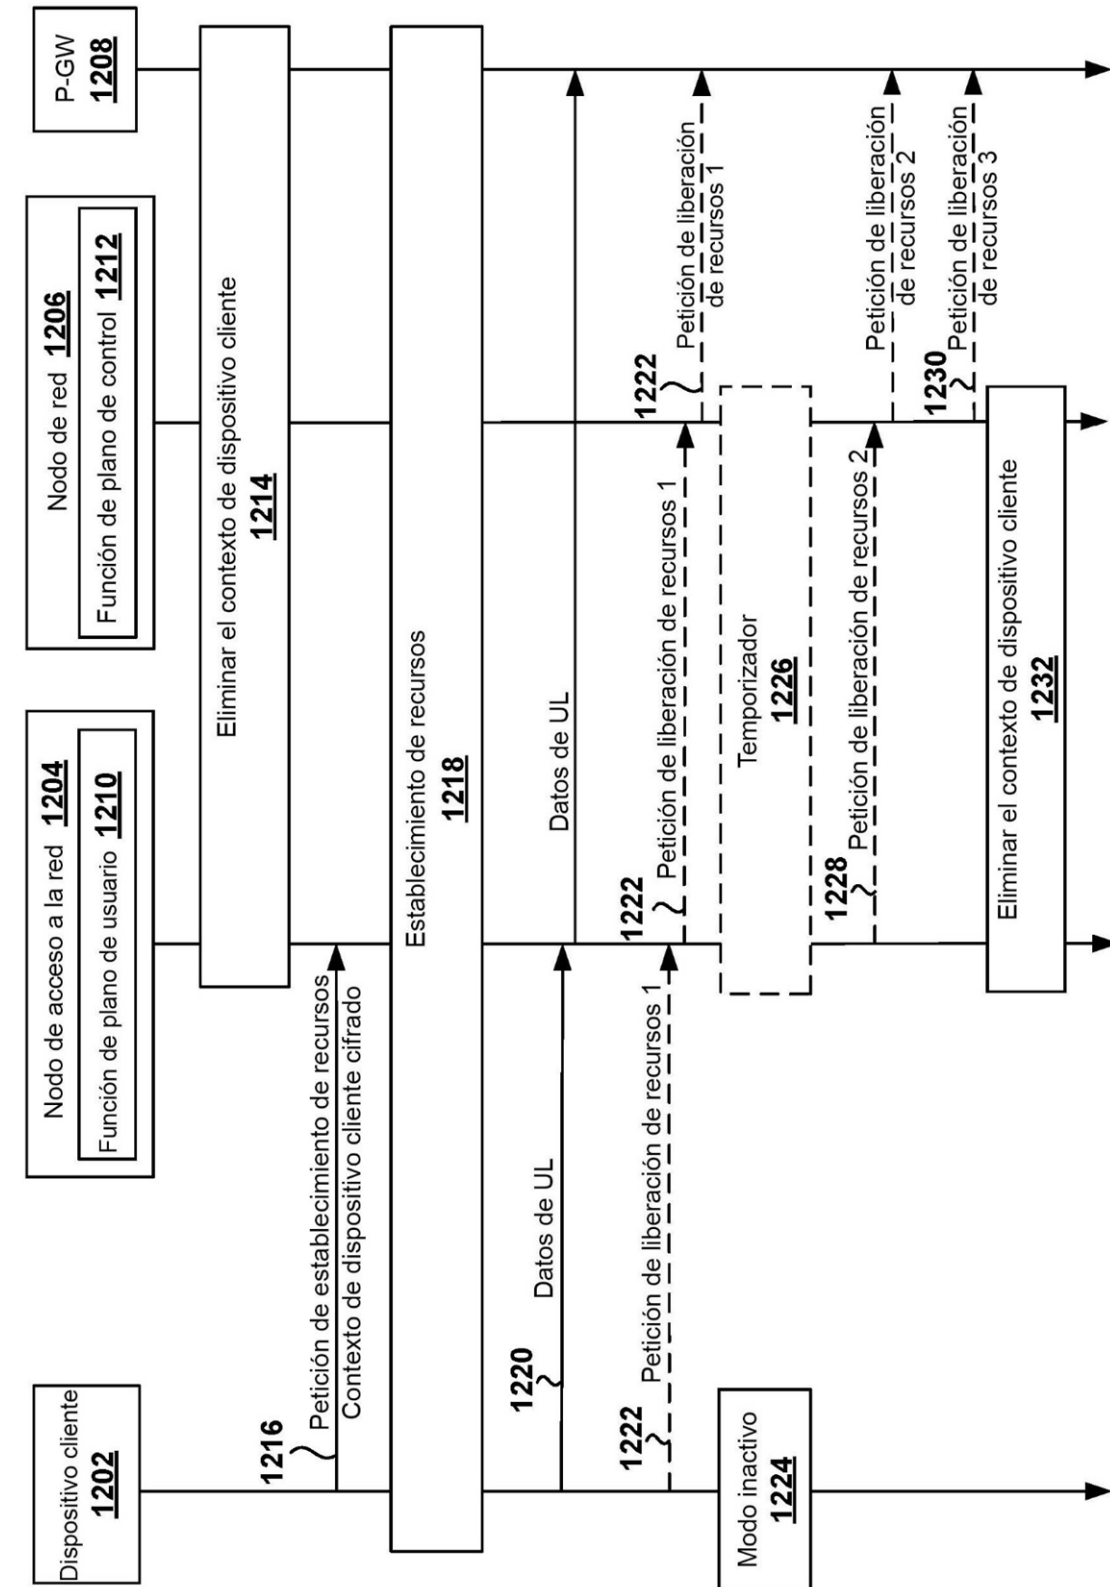 Dispositivo cliente
1202
Nodo de acceso a la red 1204
Función de plano de usuario 1210
Nodo de red 1206
Función de plano de control 1212
P-GW
1208
Eliminar el contexto de dispositivo cliente
1214
1216
Petición de establecimiento de recursos
Contexto de dispositivo cliente cifrado
Establecimiento de recursos
1218
1220
Datos de UL
Datos de UL
1222
Petición de liberación de recursos 1
1222
Petición de liberación de recursos 1
1222
Petición de liberación
de recursos 1
Modo inactivo
1224
Temporizador
1226
1228
Petición de liberación de recursos 2
Petición de liberación
de recursos 2
1230
Petición de liberación
de recursos 3
Eliminar el contexto de dispositivo cliente
1232